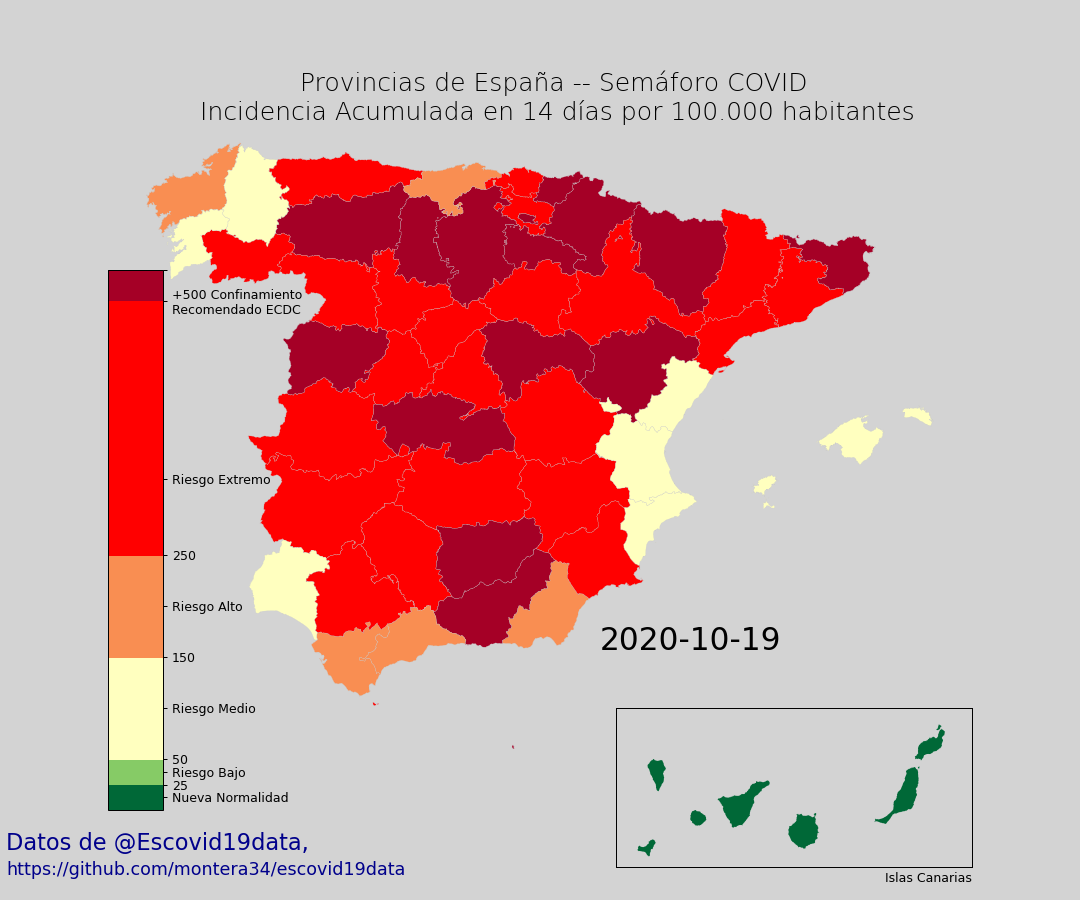 Provincias de España -- Semáforo COVID
Incidencia Acumulada en 14 días por 100.000 habitantes
+500 Confinamiento
Recomendado ECDC
Riesgo Extremo
250
Riesgo Alto
150
Riesgo Medio
50
Riesgo Bajo
25
Nueva Normalidad
2020-10-19
Islas Canarias
Datos de @Escovid19data,
https://github.com/montera34/escovid19data